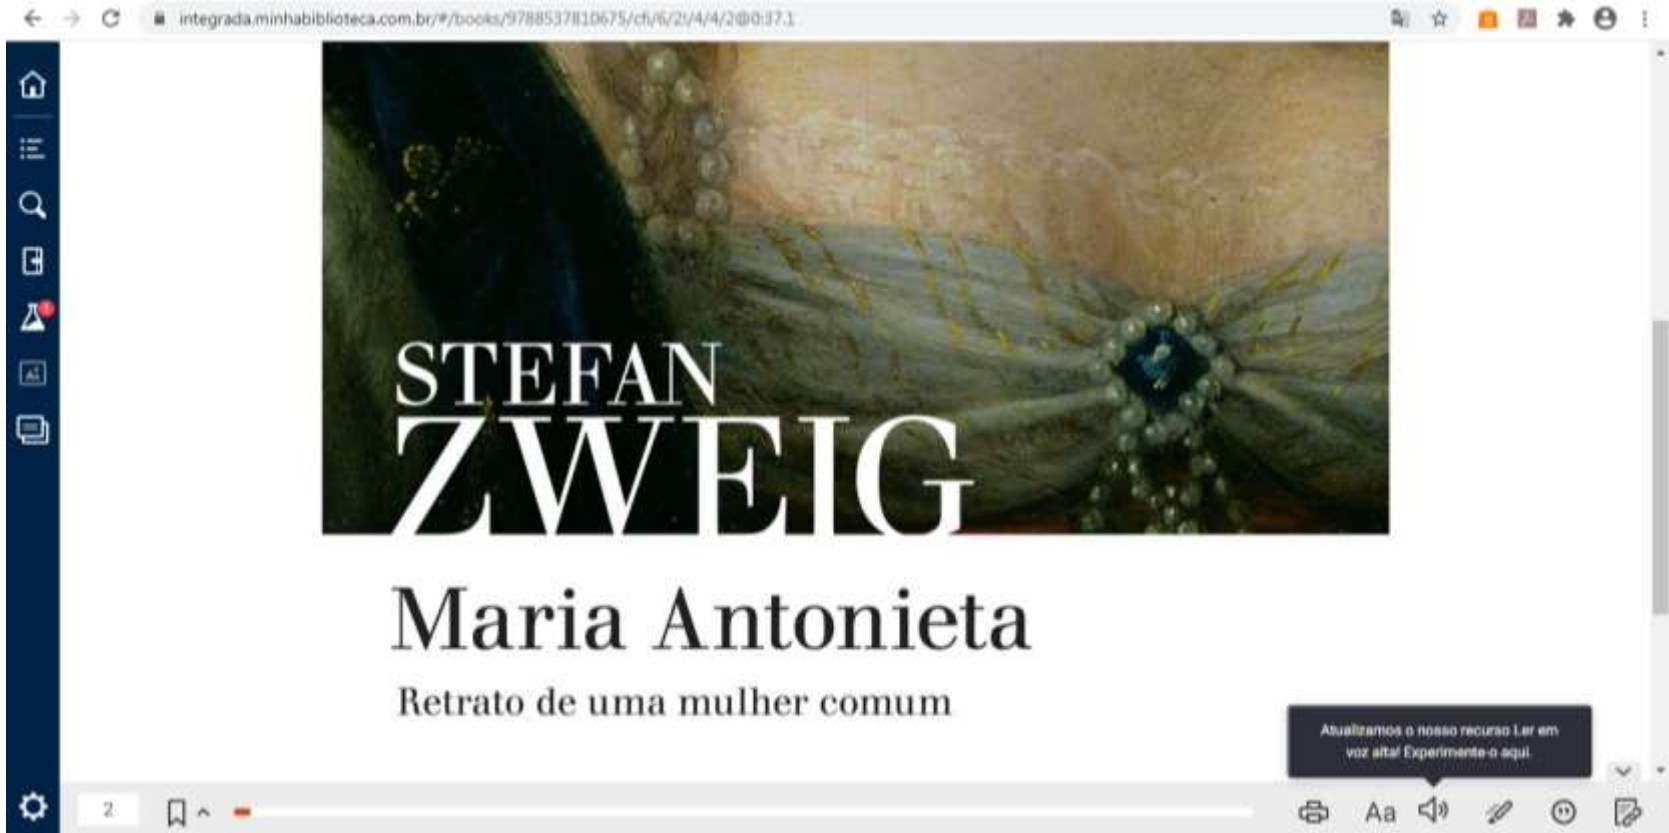 integrada.minhabiblioteca.com.br/#/books/9788537810675/cfi/6/2!/4/4/2@0:37.1
STEFAN
ZWEIG
Maria Antonieta
Retrato de uma mulher comum
Atualizamos o nosso recurso Ler em
voz alta! Experimente-o aqui.
2
Aa